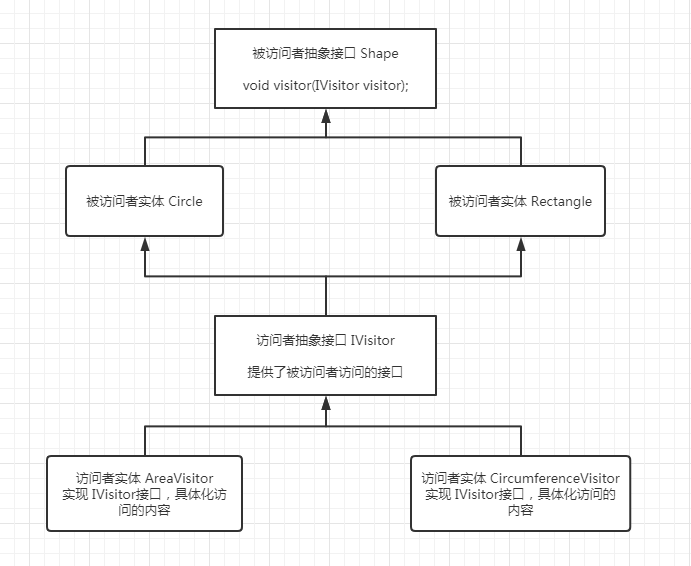 被访问者抽象接口 Shape
void visitor(IVisitor visitor);
被访问者实体 Circle
被访问者实体 Rectangle
访问者抽象接口 IVisitor
提供了被访问者访问的接口
访问者实体 AreaVisitor
实现 IVisitor接口，具体化访
问的内容
访问者实体 CircumferenceVisitor
实现 IVisitor接口，具体化访问的
内容